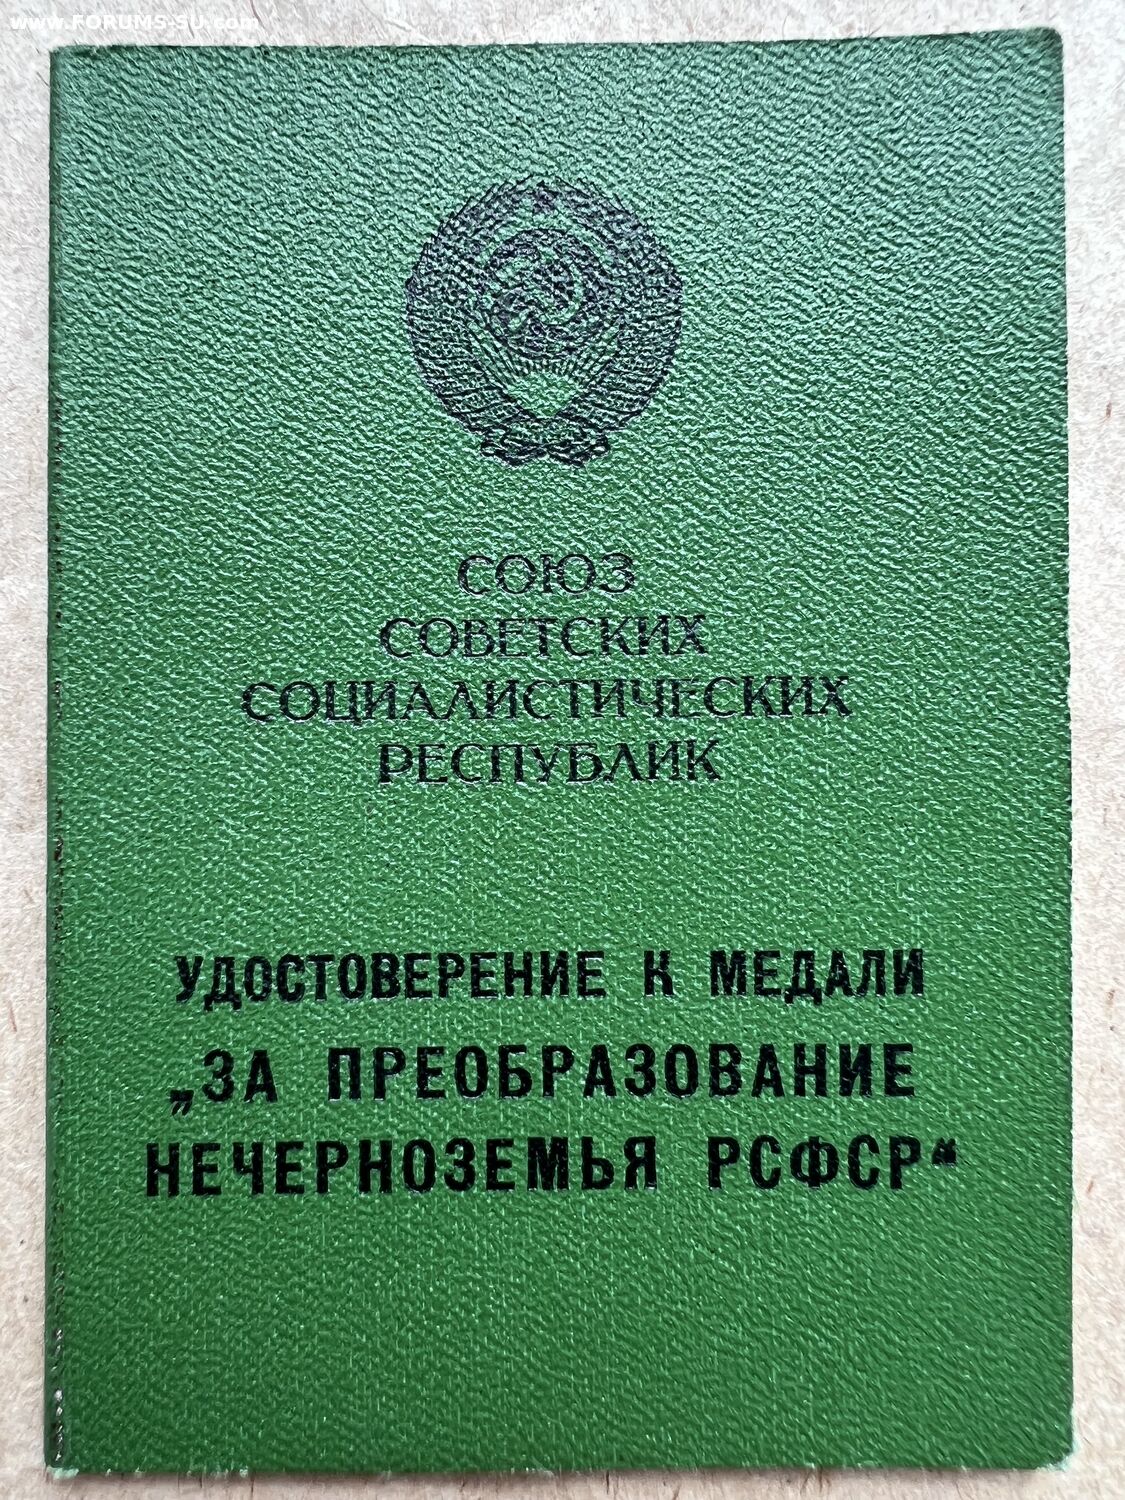 www.FORUMS-SU.com
СОЮЗ
СОВЕТСКИХ
СОЦИАЛИСТИЧЕСКИХ
РЕСПУБЛИК
УДОСТОВЕРЕНИЕ К МЕДАЛИ
„ЗА ПРЕОБРАЗОВАНИЕ
НЕЧЕРНОЗЕМЬЯ РСФСР“